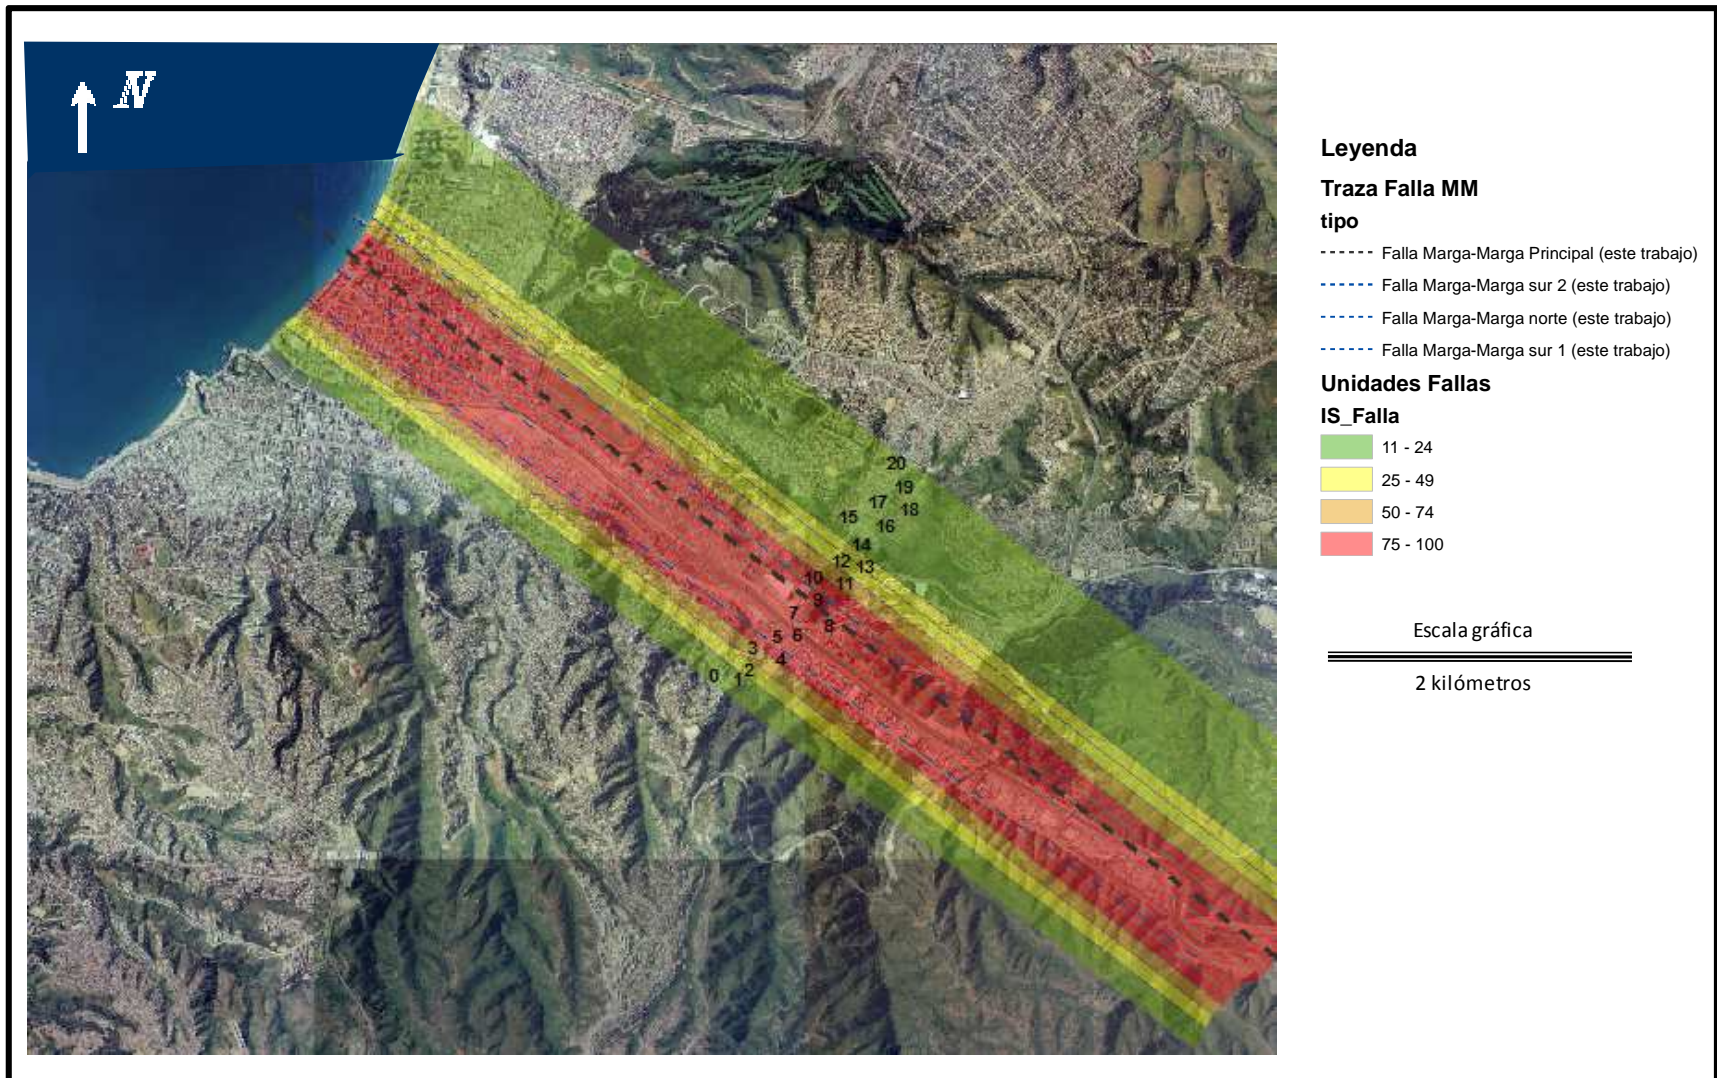 N
Leyenda
Traza Falla MM
tipo
Falla Marga-Marga Principal (este trabajo)
Falla Marga-Marga sur 2 (este trabajo)
Falla Marga-Marga norte (este trabajo)
Falla Marga-Marga sur 1 (este trabajo)
Unidades Fallas
IS_Falla
11 - 24
25 - 49
50 - 74
75 - 100
Escala gráfica
2 kilómetros
20
19
17
18
15
16
14
12
13
10
11
9
7
8
6
5
3
4
2
0
1